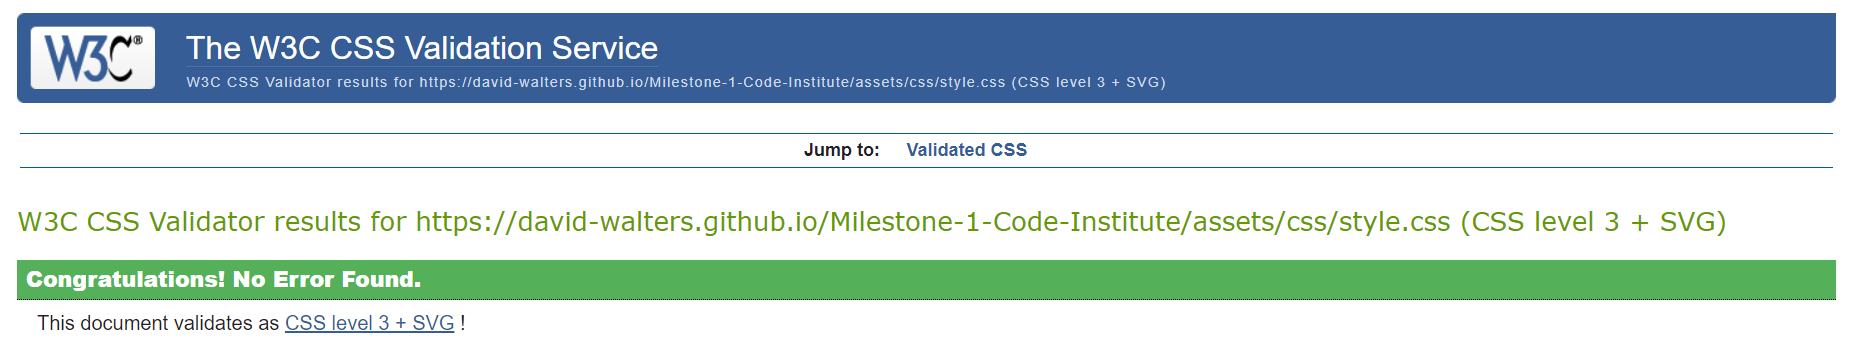 W3C®
The W3C CSS Validation Service
W3C CSS Validator results for https://david-walters.github.io/Milestone-1-Code-Institute/assets/css/style.css (CSS level 3 + SVG)
Jump to: Validated CSS
W3C CSS Validator results for https://david-walters.github.io/Milestone-1-Code-Institute/assets/css/style.css (CSS level 3 + SVG)
Congratulations! No Error Found.
This document validates as CSS level 3 + SVG !